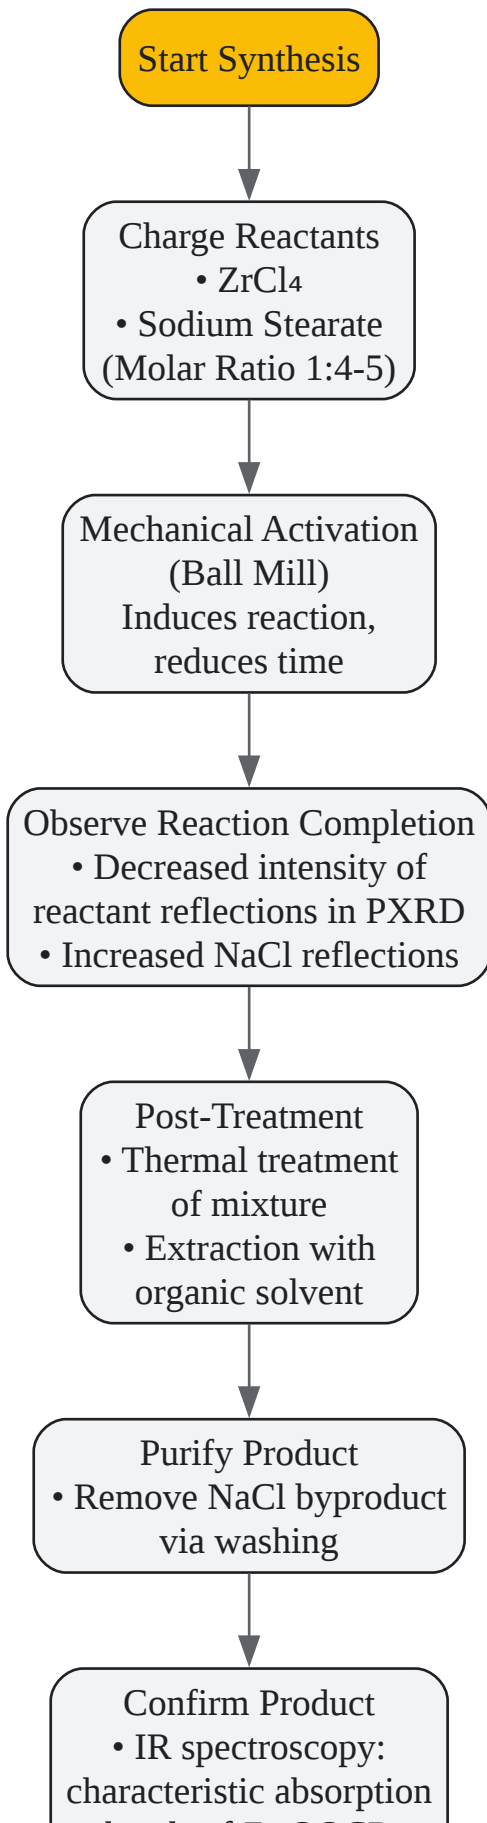 Start Synthesis
Charge Reactants
• ZrCl₄
• Sodium Stearate
(Molar Ratio 1:4-5)
Mechanical Activation
(Ball Mill)
Induces reaction,
reduces time
Observe Reaction Completion
• Decreased intensity of
reactant reflections in PXRD
• Increased NaCl reflections
Post-Treatment
• Thermal treatment
of mixture
• Extraction with
organic solvent
Purify Product
• Remove NaCl byproduct
via washing
Confirm Product
• IR spectroscopy:
characteristic absorption